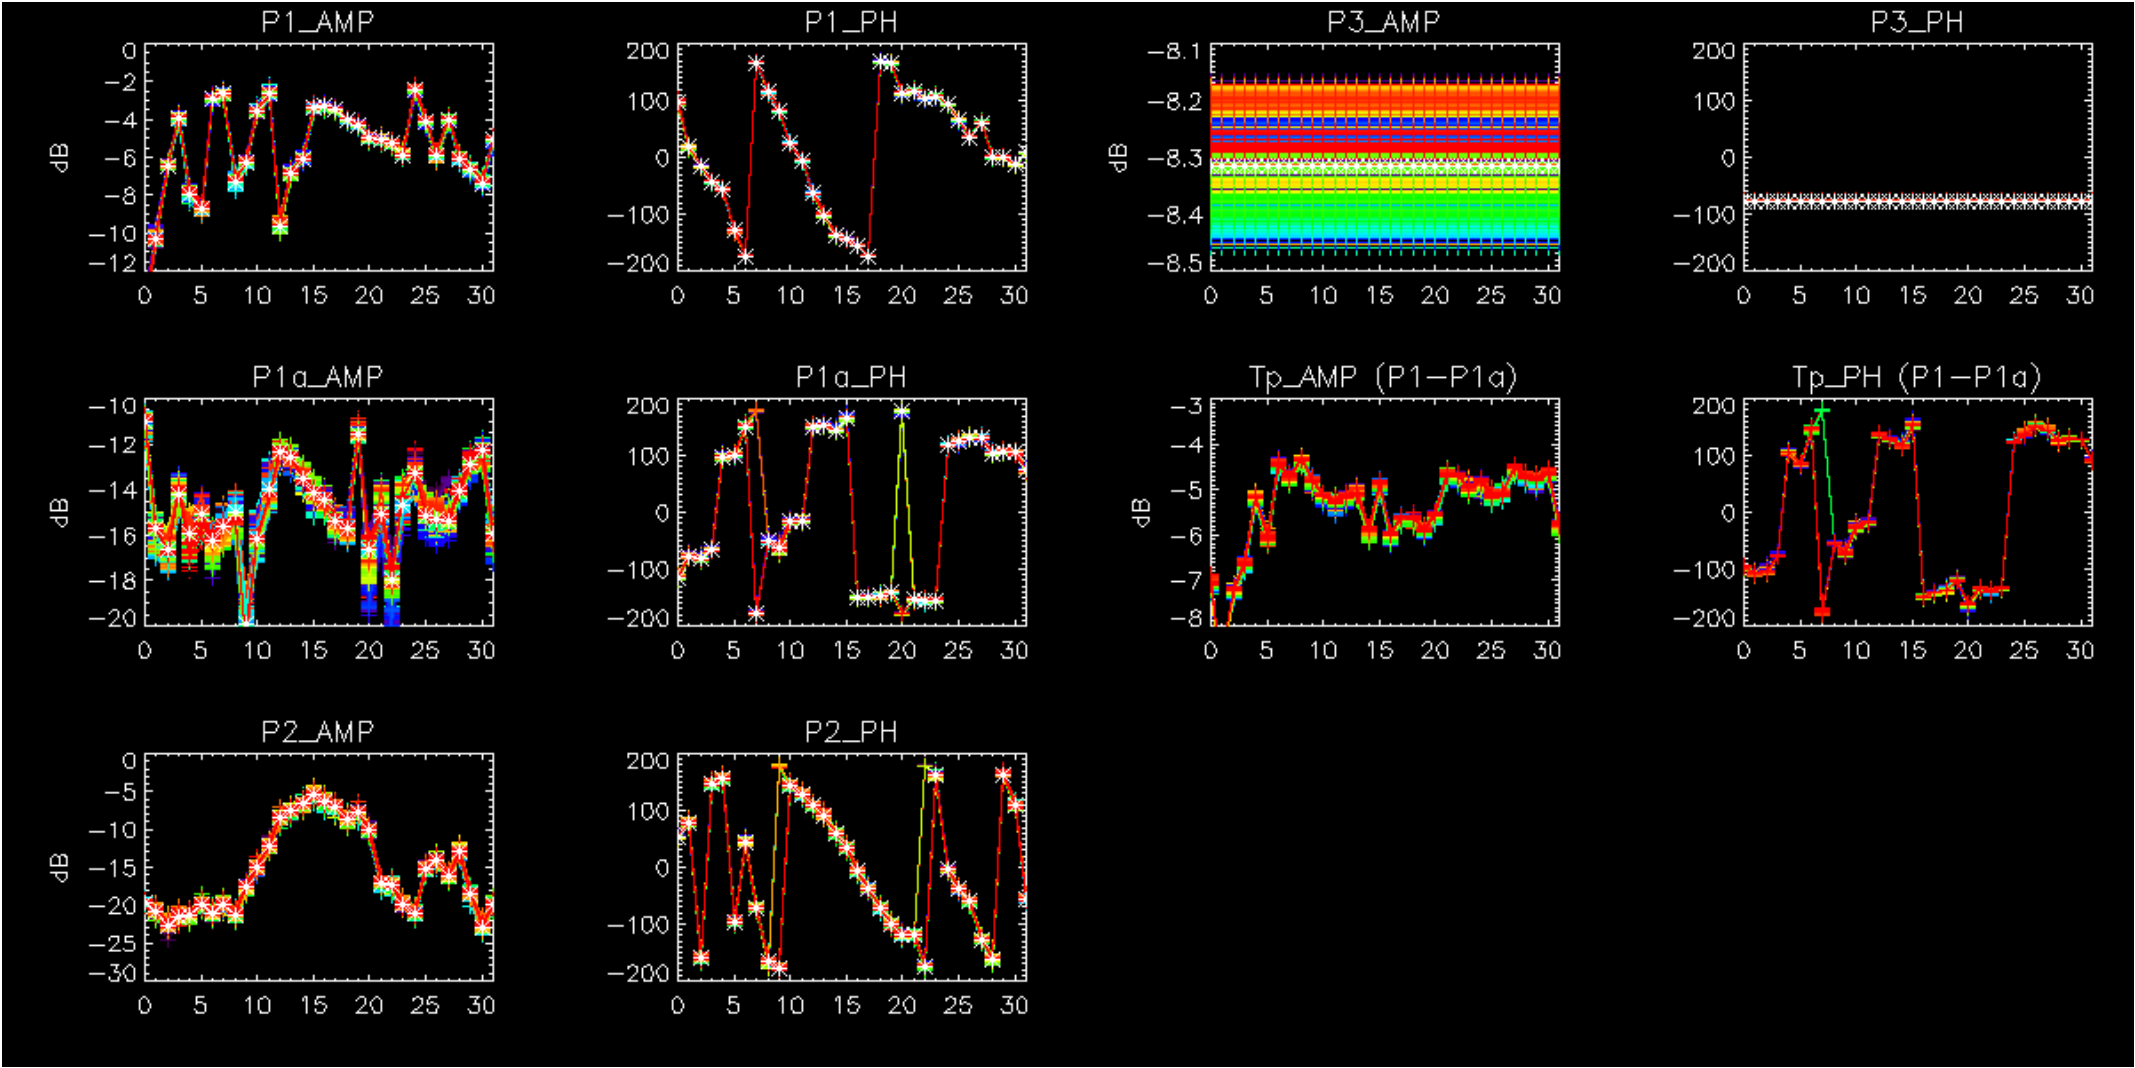 P1_AMP
P1_PH
P3_AMP
P3_PH
0
−2
−4
−6
−8
−10
−12
dB
0 5 10 15 20 25 30
200
100
0
−100
−200
0 5 10 15 20 25 30
−8.1
−8.2
−8.3
−8.4
−8.5
dB
0 5 10 15 20 25 30
200
100
0
−100
−200
0 5 10 15 20 25 30
P1a_AMP
P1a_PH
Tp_AMP (P1−P1a)
Tp_PH (P1−P1a)
−10
−12
−14
−16
−18
−20
dB
0 5 10 15 20 25 30
200
100
0
−100
−200
0 5 10 15 20 25 30
−3
−4
−5
−6
−7
−8
dB
0 5 10 15 20 25 30
200
100
0
−100
−200
0 5 10 15 20 25 30
P2_AMP
P2_PH
0
−5
−10
−15
−20
−25
−30
dB
0 5 10 15 20 25 30
200
100
0
−100
−200
0 5 10 15 20 25 30